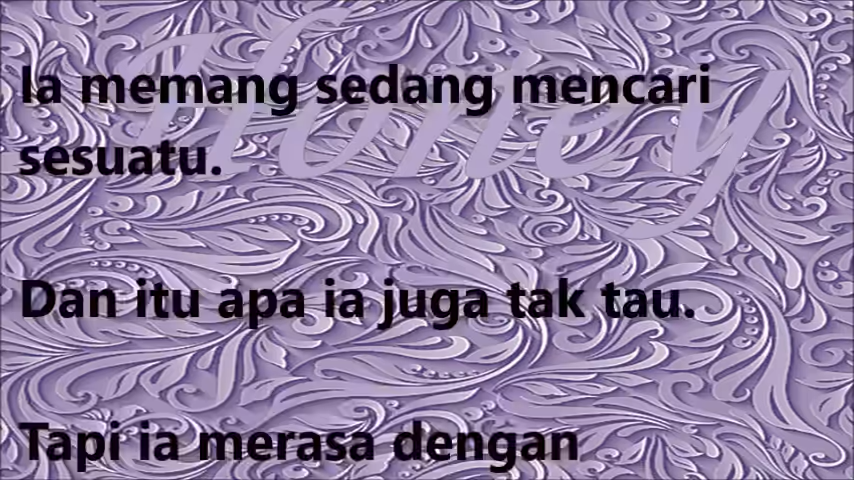 Honey
Ia memang sedang mencari
sesuatu.
Dan itu apa ia juga tak tau.
Tapi ia merasa dengan